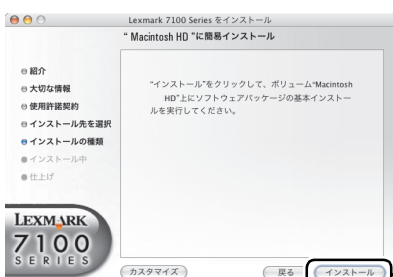 Lexmark 7100 Series をインストール
“ Macintosh HD ”に簡易インストール
紹介
大切な情報
使用許諾契約
インストール先を選択
インストールの種類
インストール中
仕上げ
“インストール”をクリックして、ボリューム“Macintosh
HD”上にソフトウェアパッケージの基本インストー
ルを実行してください。
LEXMARK
7100
SERIES
カスタマイズ
戻る
インストール